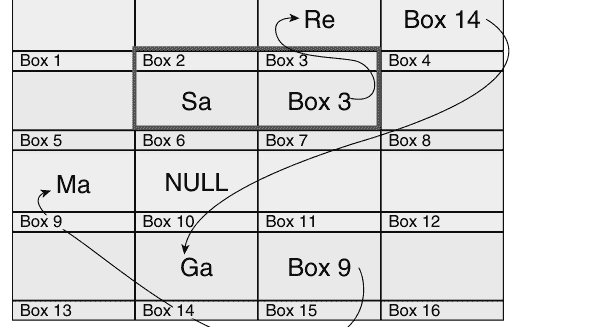 Re Box 14
Box 1 Box 2 Box 3 Box 4
Sa Box 3
Box 5 Box 6 Box 7 Box 8
Ma NULL
Box 9 Box 10 Box 11 Box 12
Ga Box 9
Box 13 Box 14 Box 15 Box 16